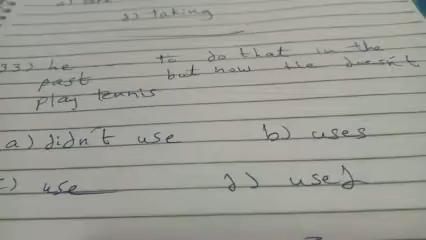 2) taking
33) he to do that in the
past but now he doesn't
play tennis
a) didn't use b) uses
c) use d) used